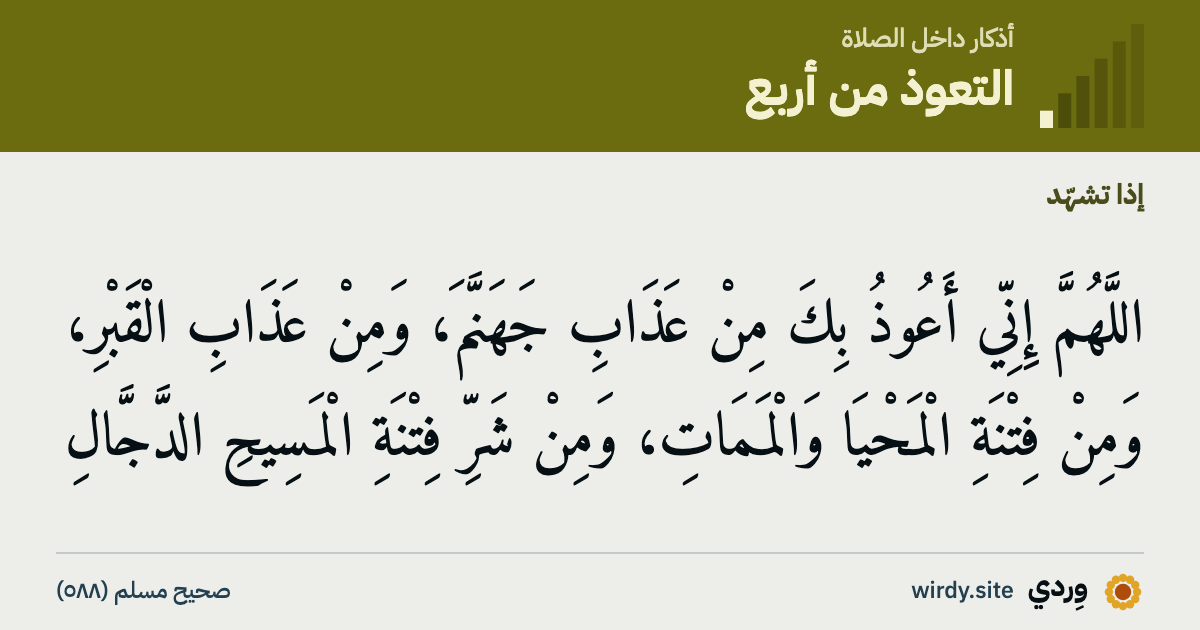 أذكار داخل الصلاة
التعوذ من أربع
إذا تشهّد
اللَّهُمَّ إِنِّي أَعُوذُ بِكَ مِنْ عَذَابِ جَهَنَّمَ، وَمِنْ عَذَابِ الْقَبْرِ،
وَمِنْ فِتْنَةِ الْمَحْيَا وَالْمَمَاتِ، وَمِنْ شَرِّ فِتْنَةِ الْمَسِيحِ الدَّجَّالِ
وِردي wirdy.site
صحيح مسلم (٥٨٨)